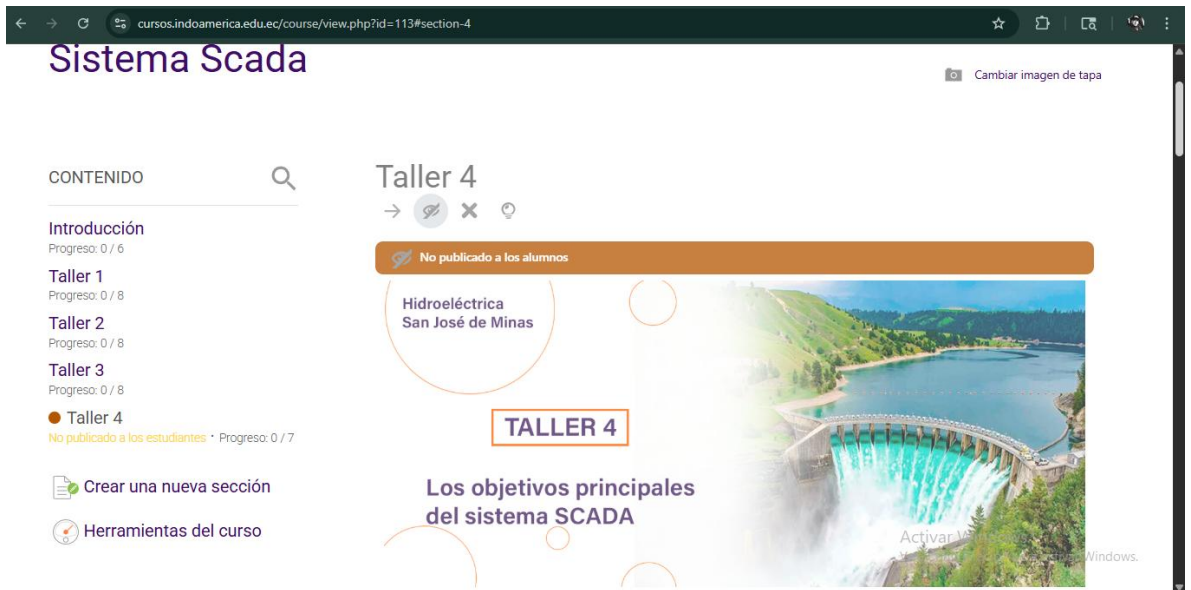 cursos.indoamerica.edu.ec/course/view.php?id=113#section-4
Sistema Scada
Cambiar imagen de tapa
CONTENIDO
Introducción
Progreso: 0 / 6
Taller 1
Progreso: 0 / 8
Taller 2
Progreso: 0 / 8
Taller 3
Progreso: 0 / 8
Taller 4
No publicado a los estudiantes · Progreso: 0 / 7
Crear una nueva sección
Herramientas del curso
Taller 4
No publicado a los alumnos
Hidroeléctrica
San José de Minas
TALLER 4
Los objetivos principales
del sistema SCADA
Activar
Windows.